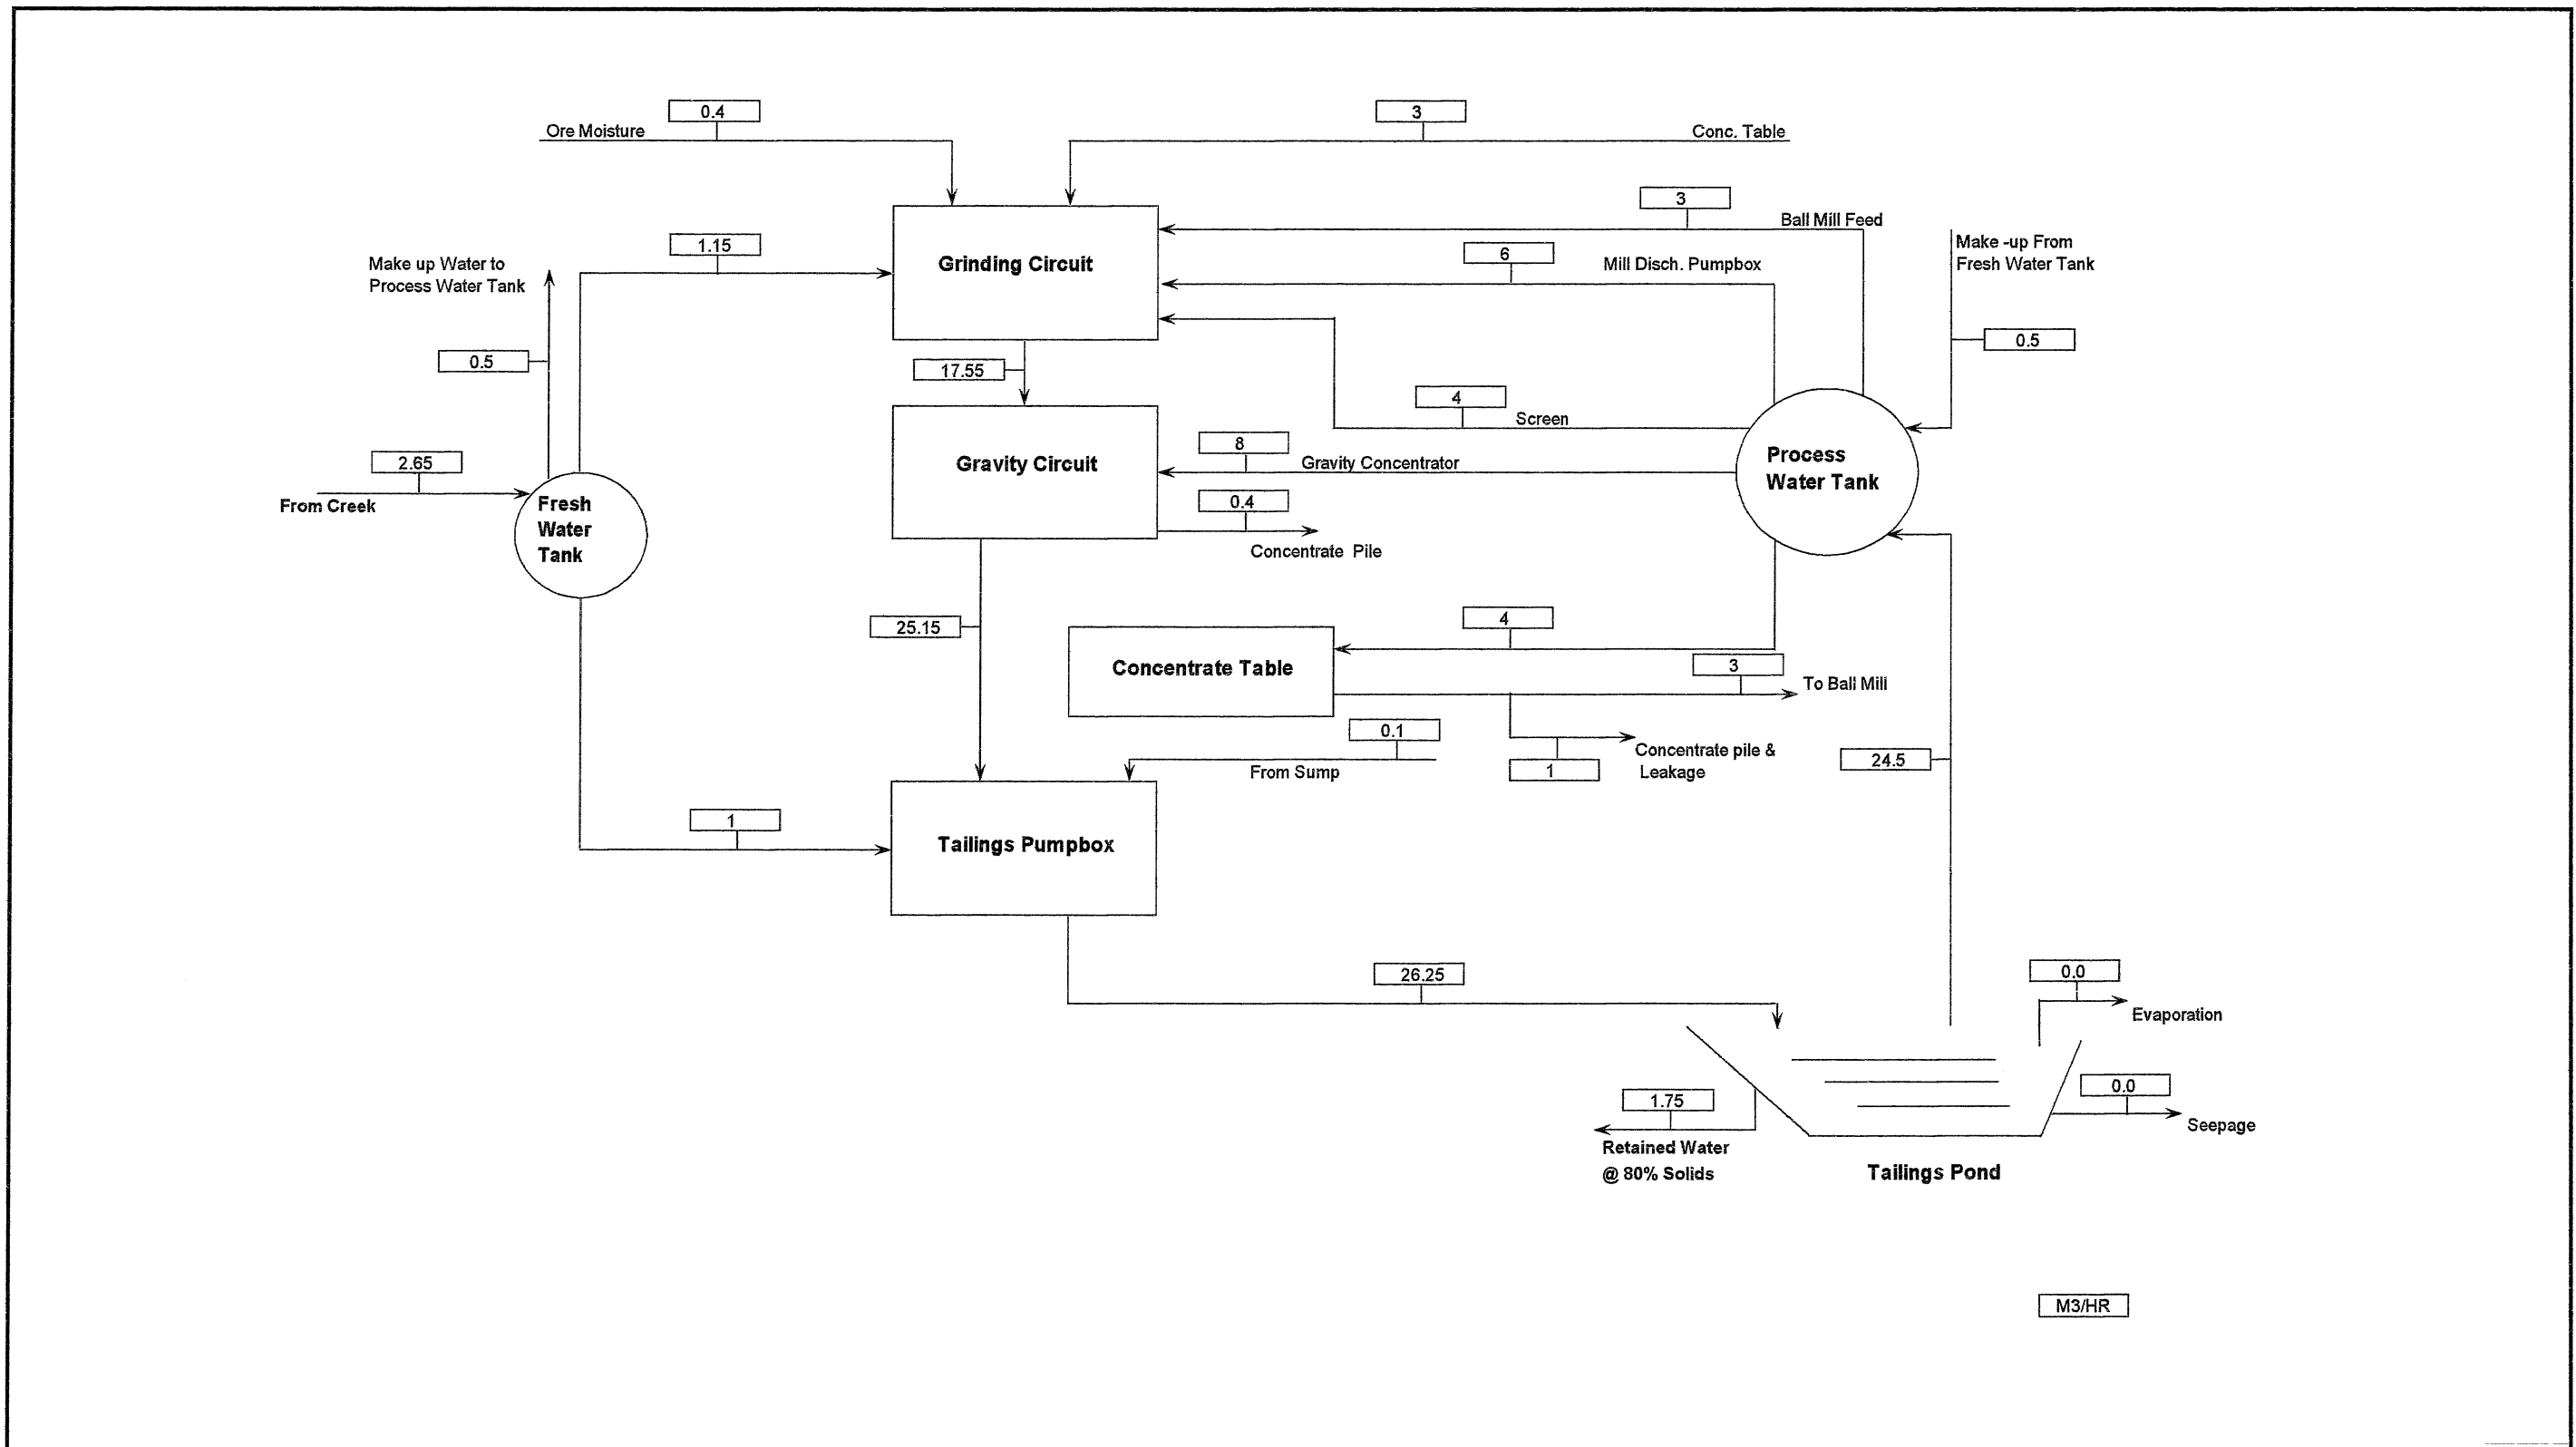 0.4
Ore Moisture
3
Conc. Table
3
Ball Mill Feed
1.15
6
Mill Disch. Pumpbox
Make -up From
Fresh Water Tank
Make up Water to
Process Water Tank
Grinding Circuit
0.5
0.5
17.55
4
Screen
8
Gravity Concentrator
Gravity Circuit
Process
Water Tank
2.65
From Creek
Fresh
Water
Tank
0.4
Concentrate Pile
25.15
4
Concentrate Table
3
To Ball Mill
0.1
From Sump
Concentrate pile &
Leakage
1
24.5
1
Tailings Pumpbox
26.25
0.0
Evaporation
1.75
0.0
Seepage
Retained Water
@ 80% Solids
Tailings Pond
M3/HR